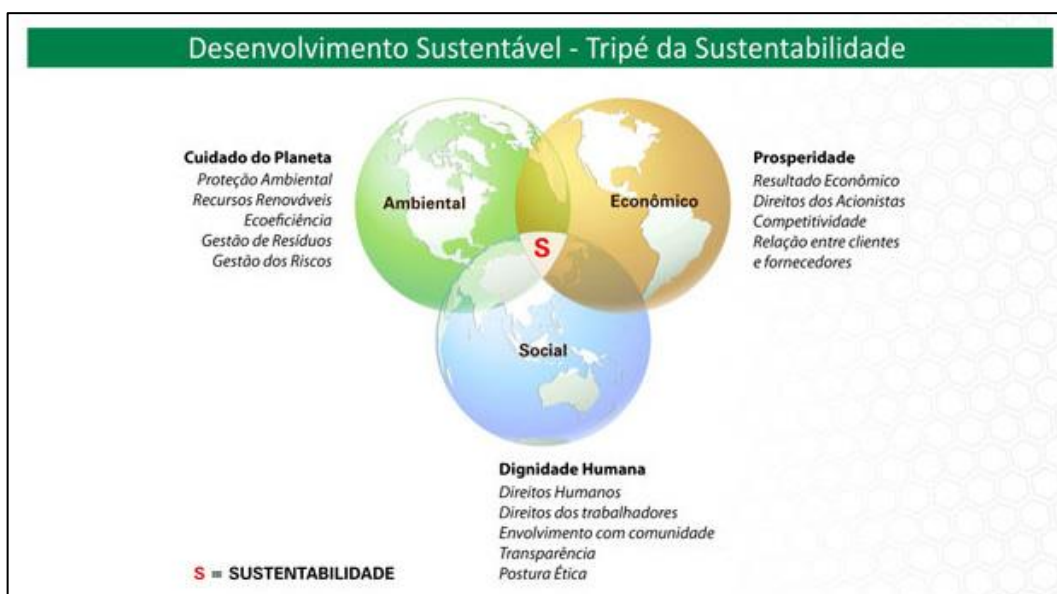 Desenvolvimento Sustentável - Tripé da Sustentabilidade
Cuidado do Planeta
Proteção Ambiental
Recursos Renováveis
Ecoeficiência
Gestão de Resíduos
Gestão dos Riscos
Ambiental
Econômico
S
Social
Prosperidade
Resultado Econômico
Direitos dos Acionistas
Competitividade
Relação entre clientes
e fornecedores
Dignidade Humana
Direitos Humanos
Direitos dos trabalhadores
Envolvimento com comunidade
Transparência
Postura Ética
S = SUSTENTABILIDADE